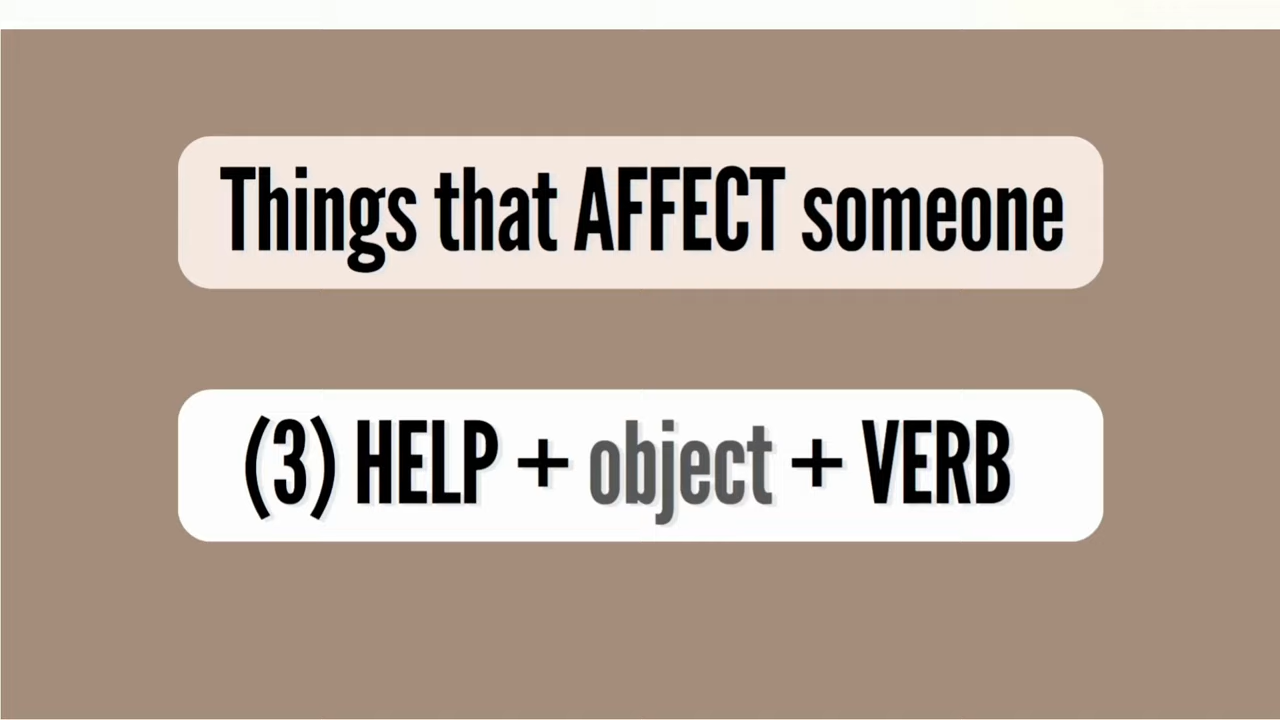 Things that AFFECT someone
(3) HELP + object + VERB